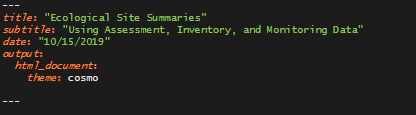 ---
title: "Ecological Site Summaries"
subtitle: "Using Assessment, Inventory, and Monitoring Data"
date: "10/15/2019"
output:
  html_document:
    theme: cosmo

---